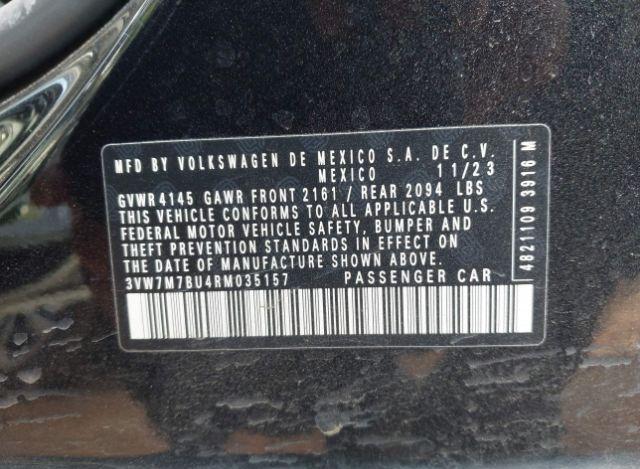 MFD BY VOLKSWAGEN DE MEXICO S.A. DE C.V.
MEXICO 11/23
GVWR 4145 GAWR FRONT 2161 / REAR 2094 LBS
THIS VEHICLE CONFORMS TO ALL APPLICABLE U.S.
FEDERAL MOTOR VEHICLE SAFETY, BUMPER AND
THEFT PREVENTION STANDARDS IN EFFECT ON
THE DATE OF MANUFACTURE SHOWN ABOVE.
3VW7M7BU4RM035157 PASSENGER CAR
4821109 3916 M